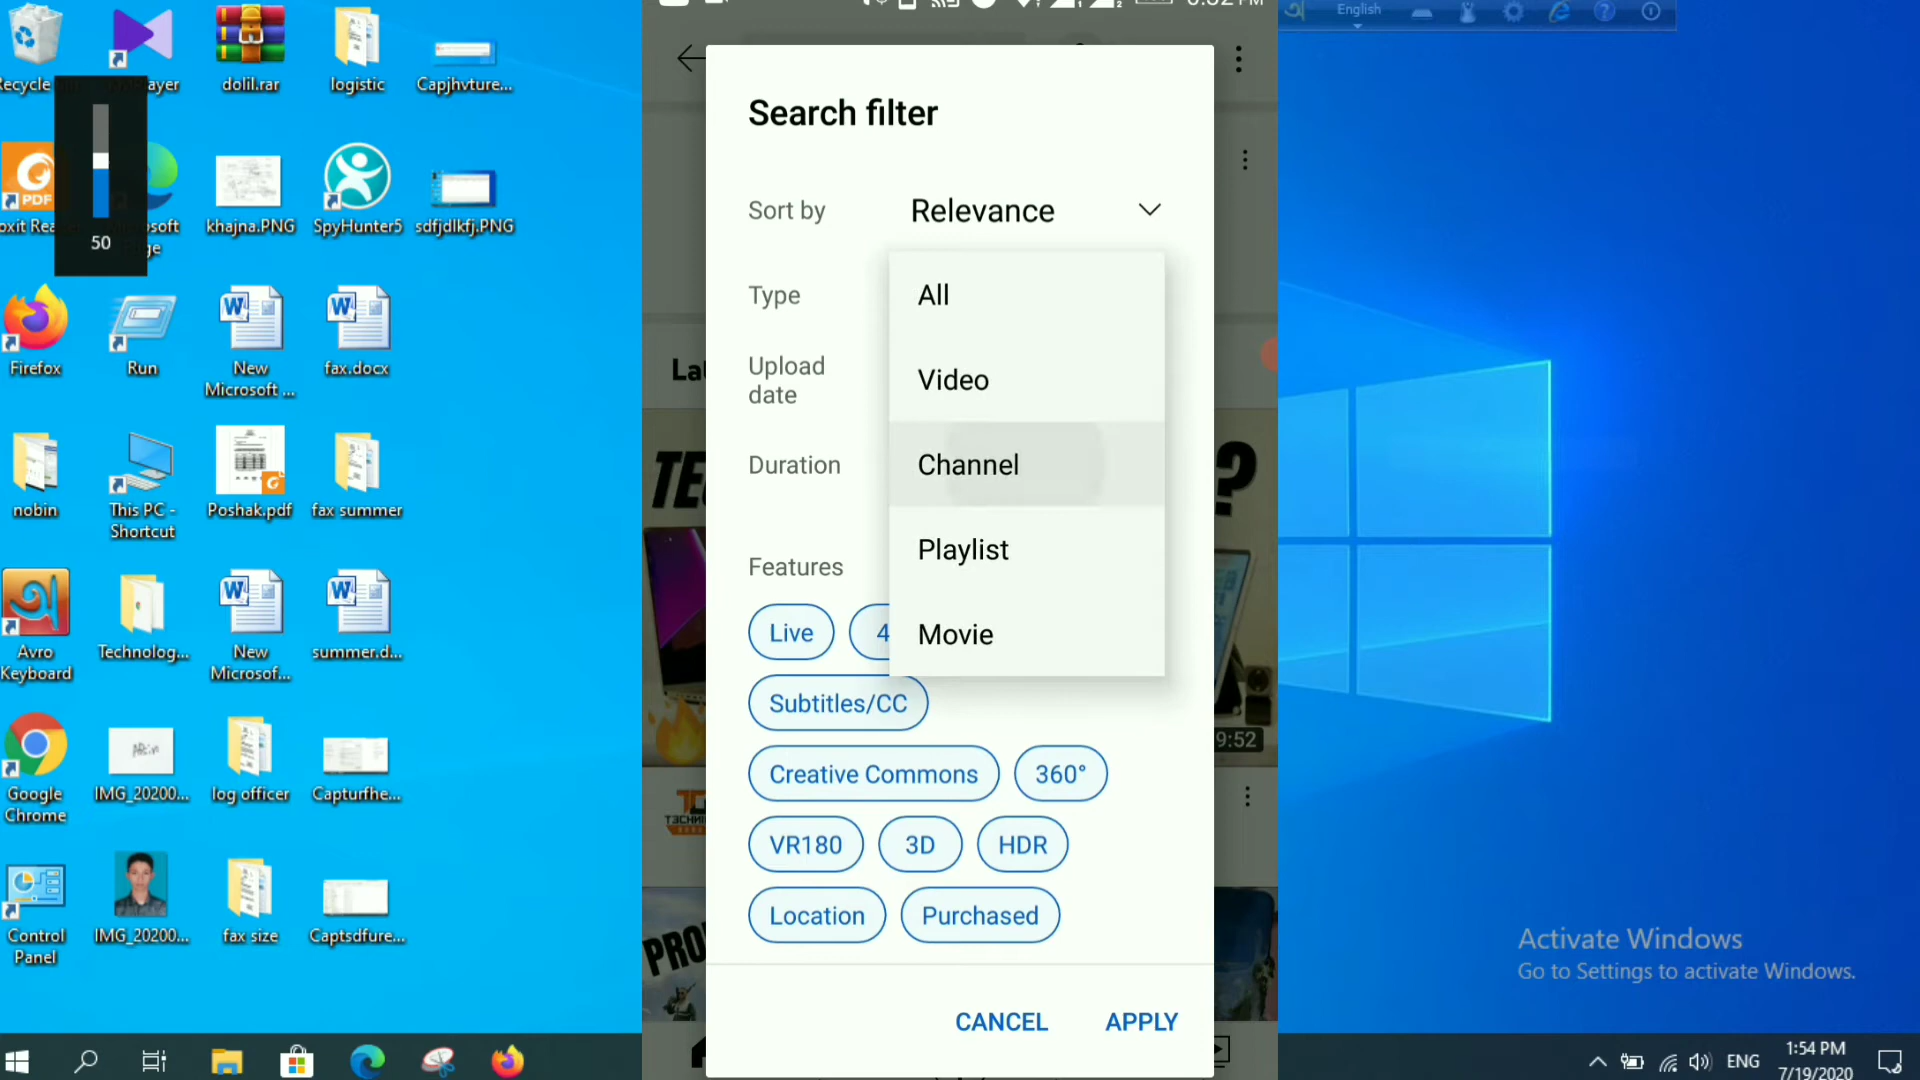 Recycle
dolil.rar
logistic
Capjhvture...
50
khajna.PNG
SpyHunter5
sdfjdlkfj.PNG
PDF
Firefox
Run
New
Microsoft ...
fax.docx
nobin
This PC -
Shortcut
Poshak.pdf
fax summer
Avro
Keyboard
Technolog...
New
Microsof...
summer.d...
Google
Chrome
IMG_20200...
log officer
Capturfhe...
Control
Panel
IMG_20200...
fax size
Captsdfure...
Search filter
Sort by
Relevance
Type
All
Upload
date
Video
Duration
Channel
Features
Playlist
Movie
Live
4
Subtitles/CC
Creative Commons
360°
VR180
3D
HDR
Location
Purchased
CANCEL
APPLY
9:52
English
Activate Windows
Go to Settings to activate Windows.
ENG
1:54 PM
7/19/2020